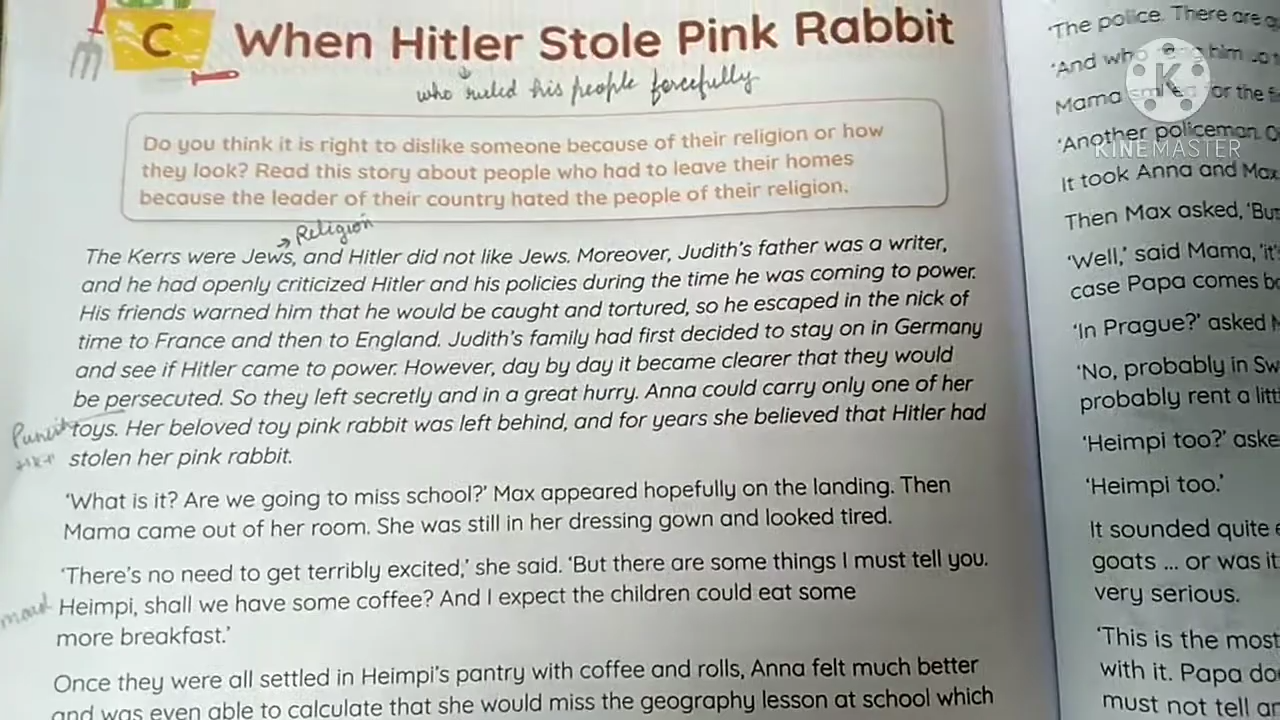 C When Hitler Stole Pink Rabbit
who ruled his people forcefully
Do you think it is right to dislike someone because of their religion or how
they look? Read this story about people who had to leave their homes
because the leader of their country hated the people of their religion.
Religion
The Kerrs were Jews, and Hitler did not like Jews. Moreover, Judith's father was a writer,
and he had openly criticized Hitler and his policies during the time he was coming to power.
His friends warned him that he would be caught and tortured, so he escaped in the nick of
time to France and then to England. Judith's family had first decided to stay on in Germany
and see if Hitler came to power. However, day by day it became clearer that they would
be persecuted. So they left secretly and in a great hurry. Anna could carry only one of her
toys. Her beloved toy pink rabbit was left behind, and for years she believed that Hitler had
stolen her pink rabbit.
'What is it? Are we going to miss school?' Max appeared hopefully on the landing. Then
Mama came out of her room. She was still in her dressing gown and looked tired.
'There's no need to get terribly excited,' she said. 'But there are some things I must tell you.
Heimpi, shall we have some coffee? And I expect the children could eat some
more breakfast.'
Once they were all settled in Heimpi's pantry with coffee and rolls, Anna felt much better
and was even able to calculate that she would miss the geography lesson at school which
'The police. There are
'And who
Mama for the
'Another policeman.
It took Anna and Max
Then Max asked, 'But
'Well,' said Mama, 'it's
case Papa comes
'In Prague?' asked
'No, probably in
probably rent a
'Heimpi too?'
'Heimpi too.'
It sounded quite
goats ... or was it
very serious.
'This is the most
with it. Papa
must not tell
K
KINEMASTER